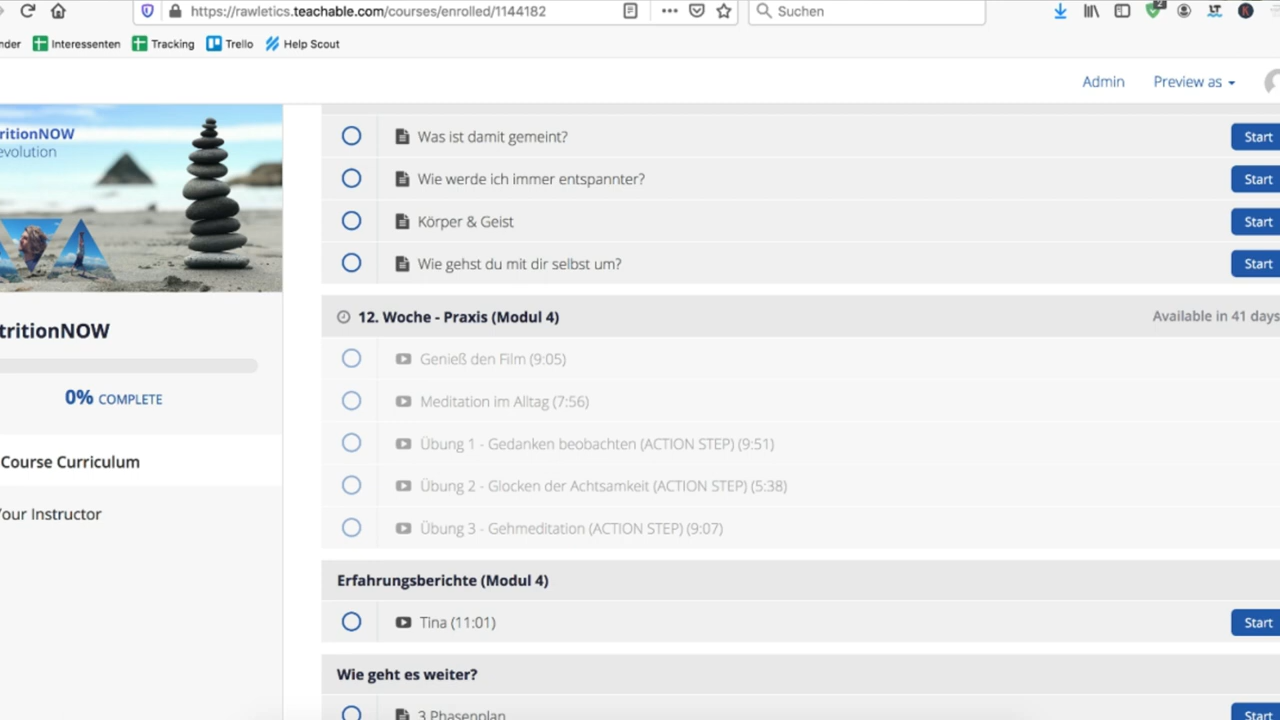 https://rawletics.teachable.com/courses/enrolled/1144182
Suchen
2
LT
K
nder
Interessenten
Tracking
Trello
Help Scout
Admin
Preview as
ritionNOW
evolution
tritionNOW
0% COMPLETE
Course Curriculum
Your Instructor
Was ist damit gemeint?
Start
Wie werde ich immer entspannter?
Start
Körper & Geist
Start
Wie gehst du mit dir selbst um?
Start
12. Woche - Praxis (Modul 4)
Available in 41 days
Genieß den Film (9:05)
Meditation im Alltag (7:56)
Übung 1 - Gedanken beobachten (ACTION STEP) (9:51)
Übung 2 - Glocken der Achtsamkeit (ACTION STEP) (5:38)
Übung 3 - Gehmeditation (ACTION STEP) (9:07)
Erfahrungsberichte (Modul 4)
Tina (11:01)
Start
Wie geht es weiter?
3 Phasenplan
Start